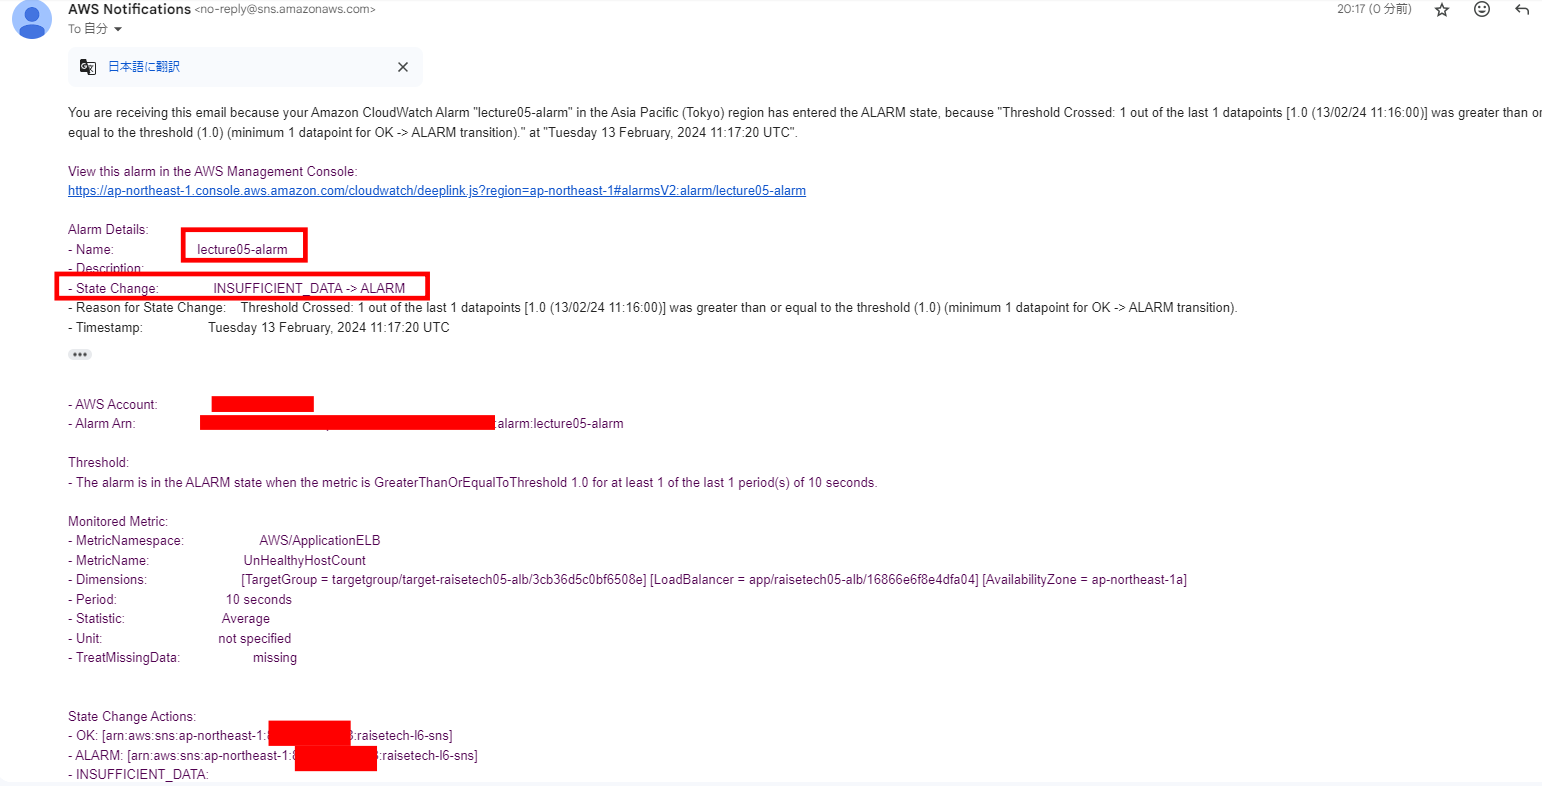 AWS Notifications <no-reply@sns.amazonaws.com>
20:17 (0 分前)
To 自分
日本語に翻訳
You are receiving this email because your Amazon CloudWatch Alarm "lecture05-alarm" in the Asia Pacific (Tokyo) region has entered the ALARM state, because "Threshold Crossed: 1 out of the last 1 datapoints [1.0 (13/02/24 11:16:00)] was greater than or
equal to the threshold (1.0) (minimum 1 datapoint for OK -> ALARM transition)." at "Tuesday 13 February, 2024 11:17:20 UTC".
View this alarm in the AWS Management Console:
https://ap-northeast-1.console.aws.amazon.com/cloudwatch/deeplink.js?region=ap-northeast-1#alarmsV2:alarm/lecture05-alarm
Alarm Details:
- Name: lecture05-alarm
- Description:
- State Change: INSUFFICIENT_DATA -> ALARM
- Reason for State Change: Threshold Crossed: 1 out of the last 1 datapoints [1.0 (13/02/24 11:16:00)] was greater than or equal to the threshold (1.0) (minimum 1 datapoint for OK -> ALARM transition).
- Timestamp: Tuesday 13 February, 2024 11:17:20 UTC
- AWS Account:
- Alarm Arn: :alarm:lecture05-alarm
Threshold:
- The alarm is in the ALARM state when the metric is GreaterThanOrEqualToThreshold 1.0 for at least 1 of the last 1 period(s) of 10 seconds.
Monitored Metric:
- MetricNamespace: AWS/ApplicationELB
- MetricName: UnHealthyHostCount
- Dimensions: [TargetGroup = targetgroup/target-raisetech05-alb/3cb36d5c0bf6508e] [LoadBalancer = app/raisetech05-alb/16866e6f8e4dfa04] [AvailabilityZone = ap-northeast-1a]
- Period: 10 seconds
- Statistic: Average
- Unit: not specified
- TreatMissingData: missing
State Change Actions:
- OK: [arn:aws:sns:ap-northeast-1: :raisetech-l6-sns]
- ALARM: [arn:aws:sns:ap-northeast-1: :raisetech-l6-sns]
- INSUFFICIENT_DATA: